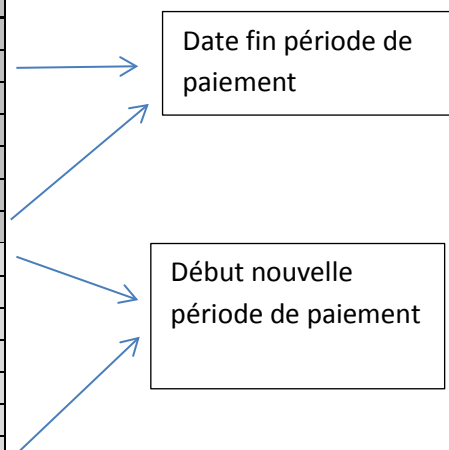 Date fin période de
paiement
Début nouvelle
période de paiement